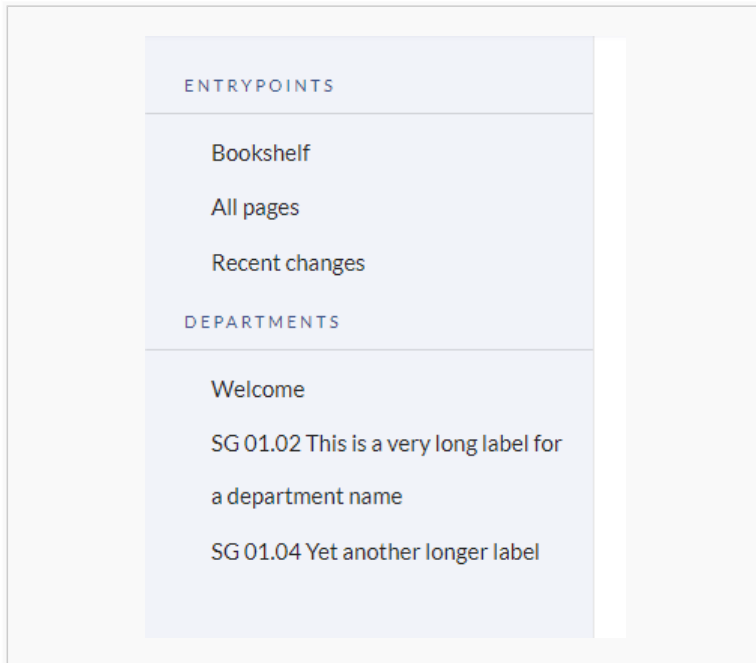 ENTRYPOINTS
Bookshelf
All pages
Recent changes
DEPARTMENTS
Welcome
SG 01.02 This is a very long label for
a department name
SG 01.04 Yet another longer label